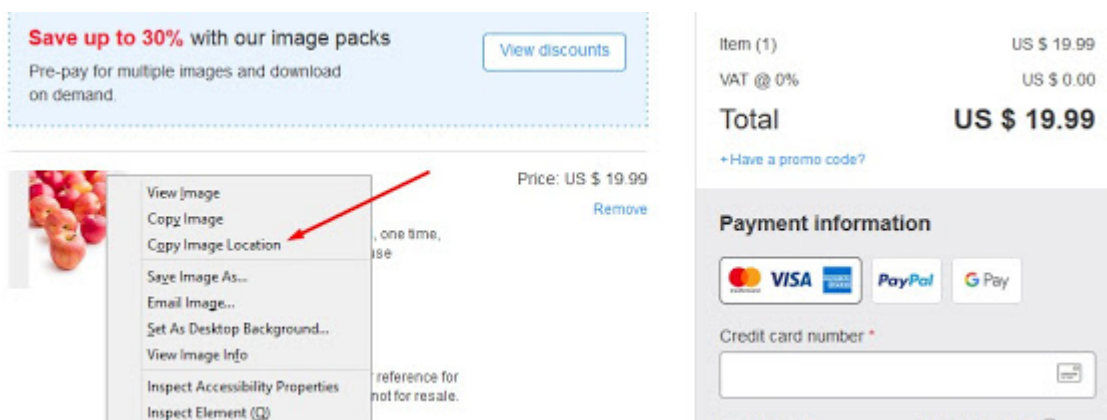 Save up to 30% with our image packs
Pre-pay for multiple images and download
on demand.
View discounts
Price: US $ 19.99
Remove
View Image
Copy Image
Copy Image Location
Save Image As...
Email Image...
Set As Desktop Background...
View Image Info
Inspect Accessibility Properties
Inspect Element (Q)
, one time,
use
reference for
not for resale.
Item (1) US $ 19.99
VAT @ 0% US $ 0.00
Total US $ 19.99
+Have a promo code?
Payment information
VISA
PayPal
G Pay
Credit card number *